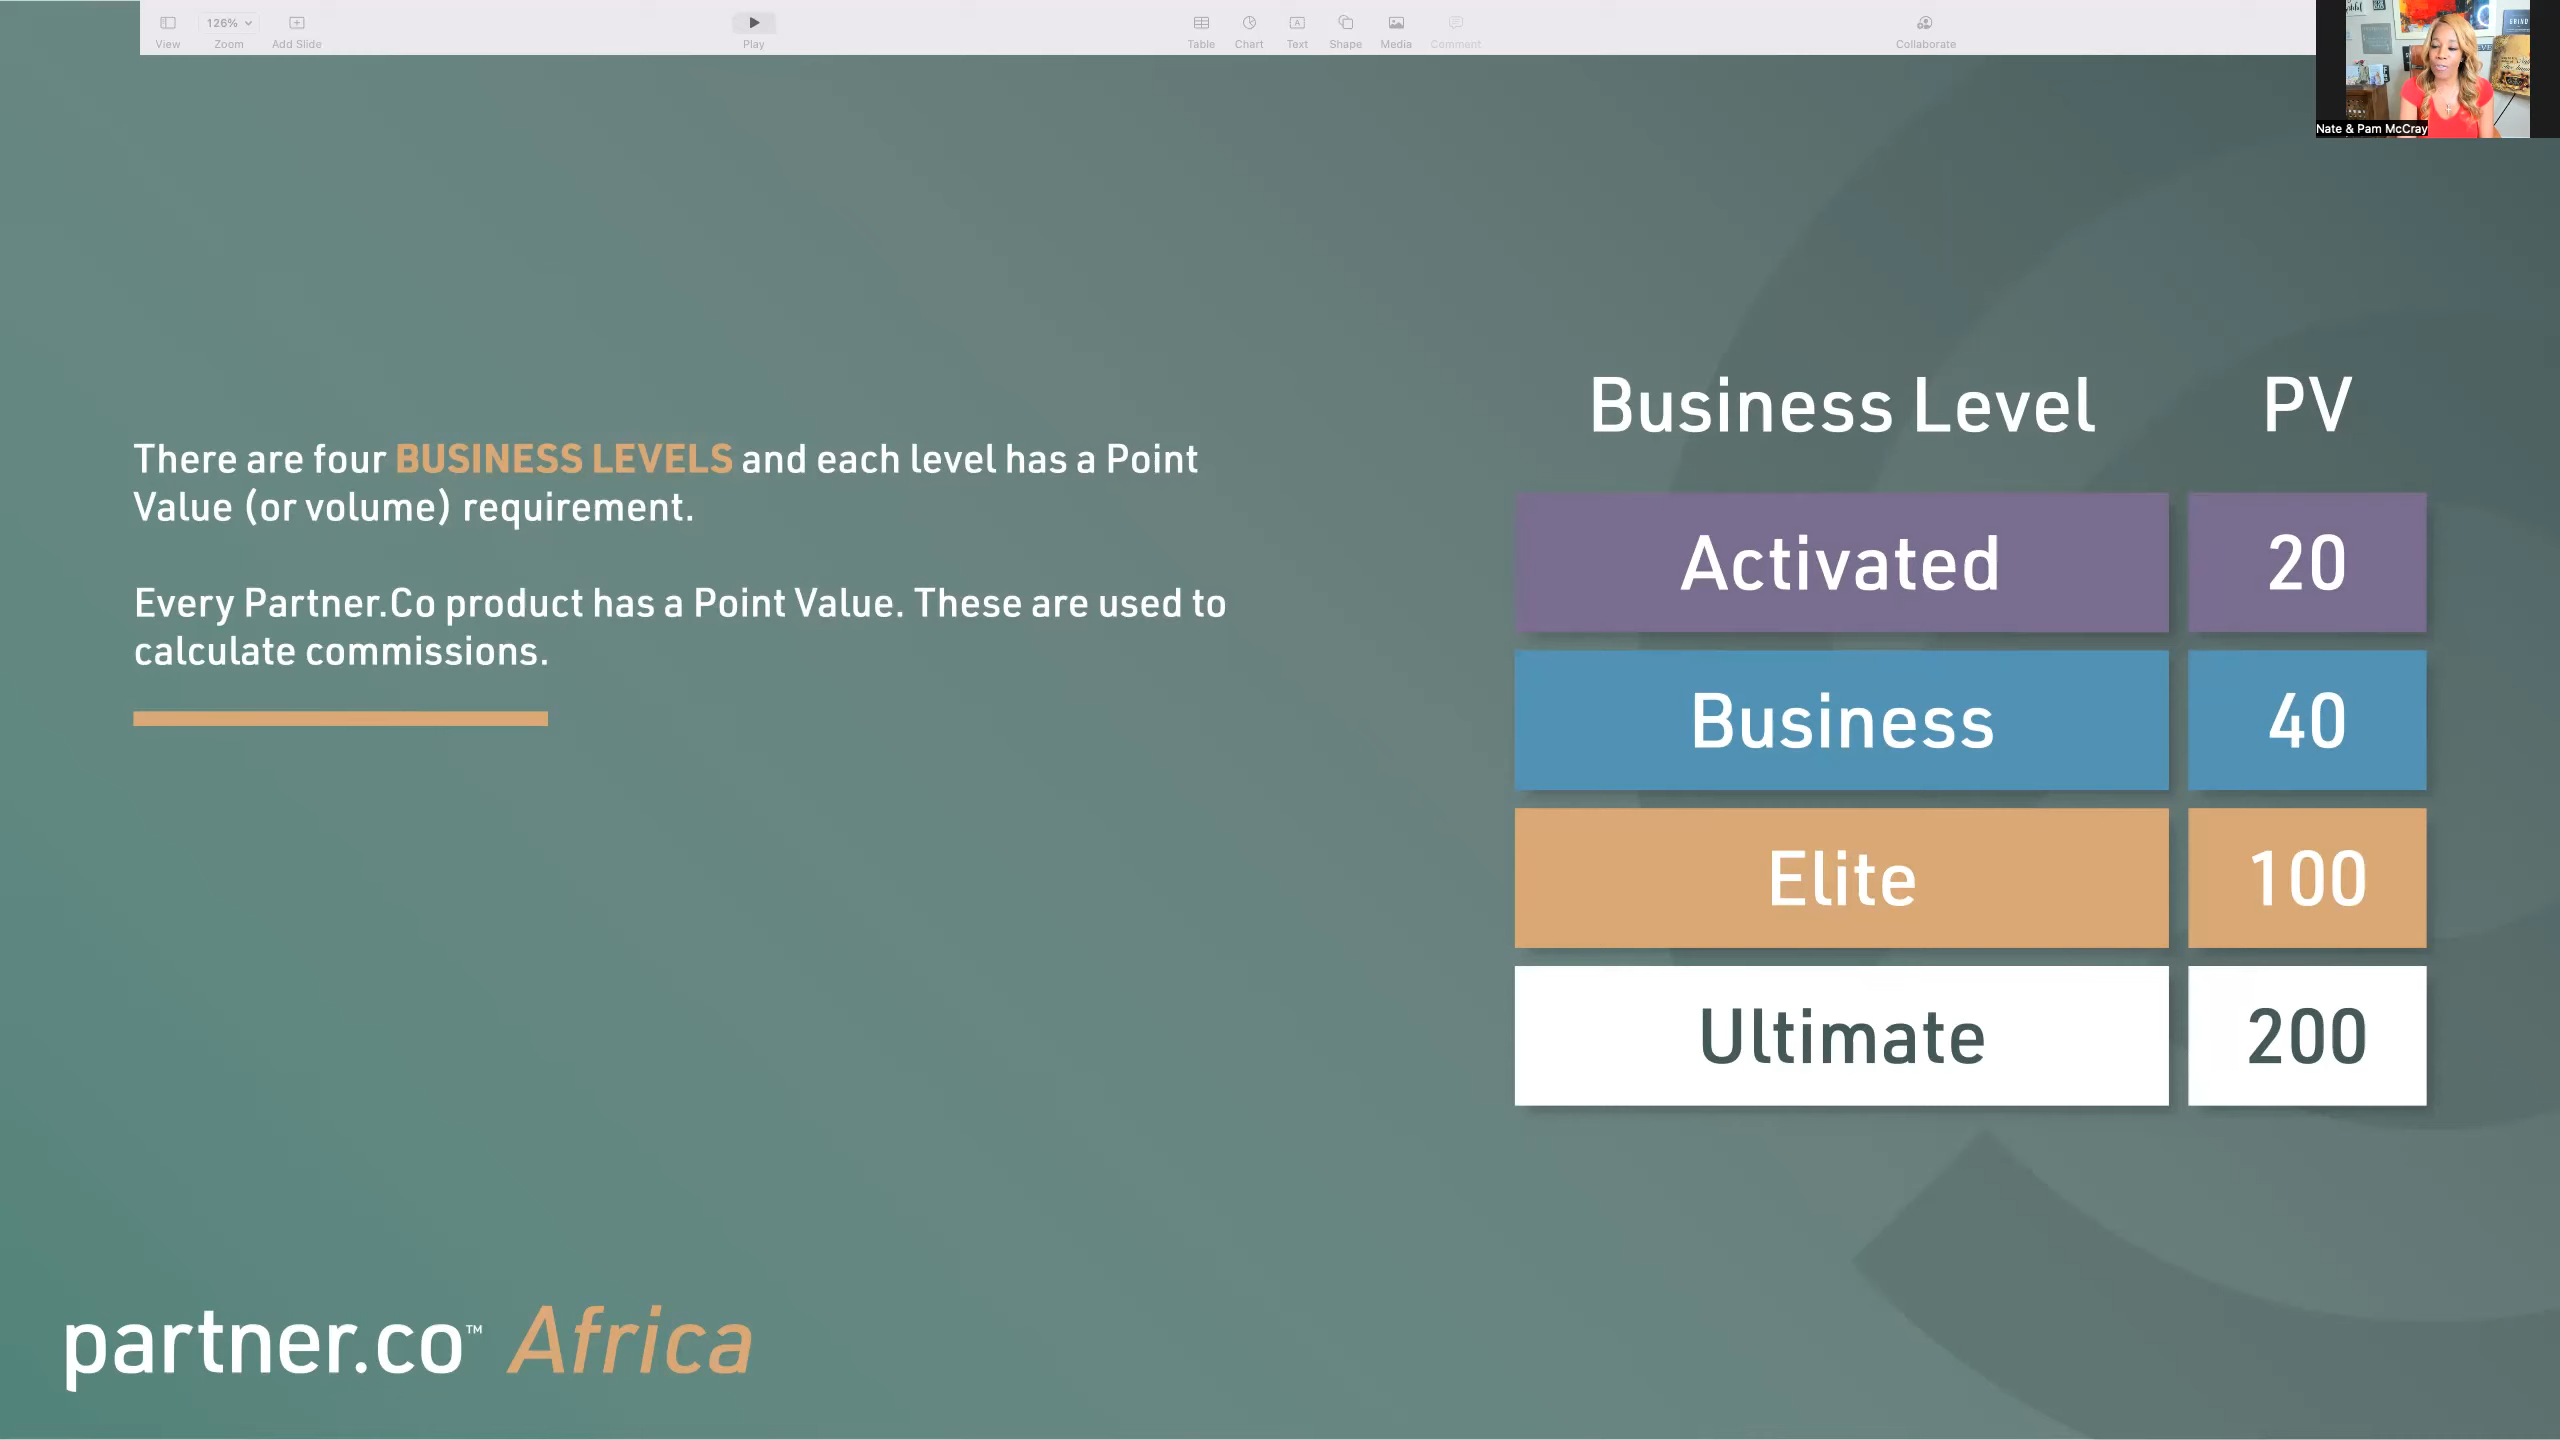 View
126%
Zoom
Add Slide
Play
Table
Chart
Text
Shape
Media
Comment
Collaborate
Nate & Pam McCray
There are four BUSINESS LEVELS and each level has a Point
Value (or volume) requirement.
Every Partner.Co product has a Point Value. These are used to
calculate commissions.
Business Level PV
Activated 20
Business 40
Elite 100
Ultimate 200
partner.co™ Africa